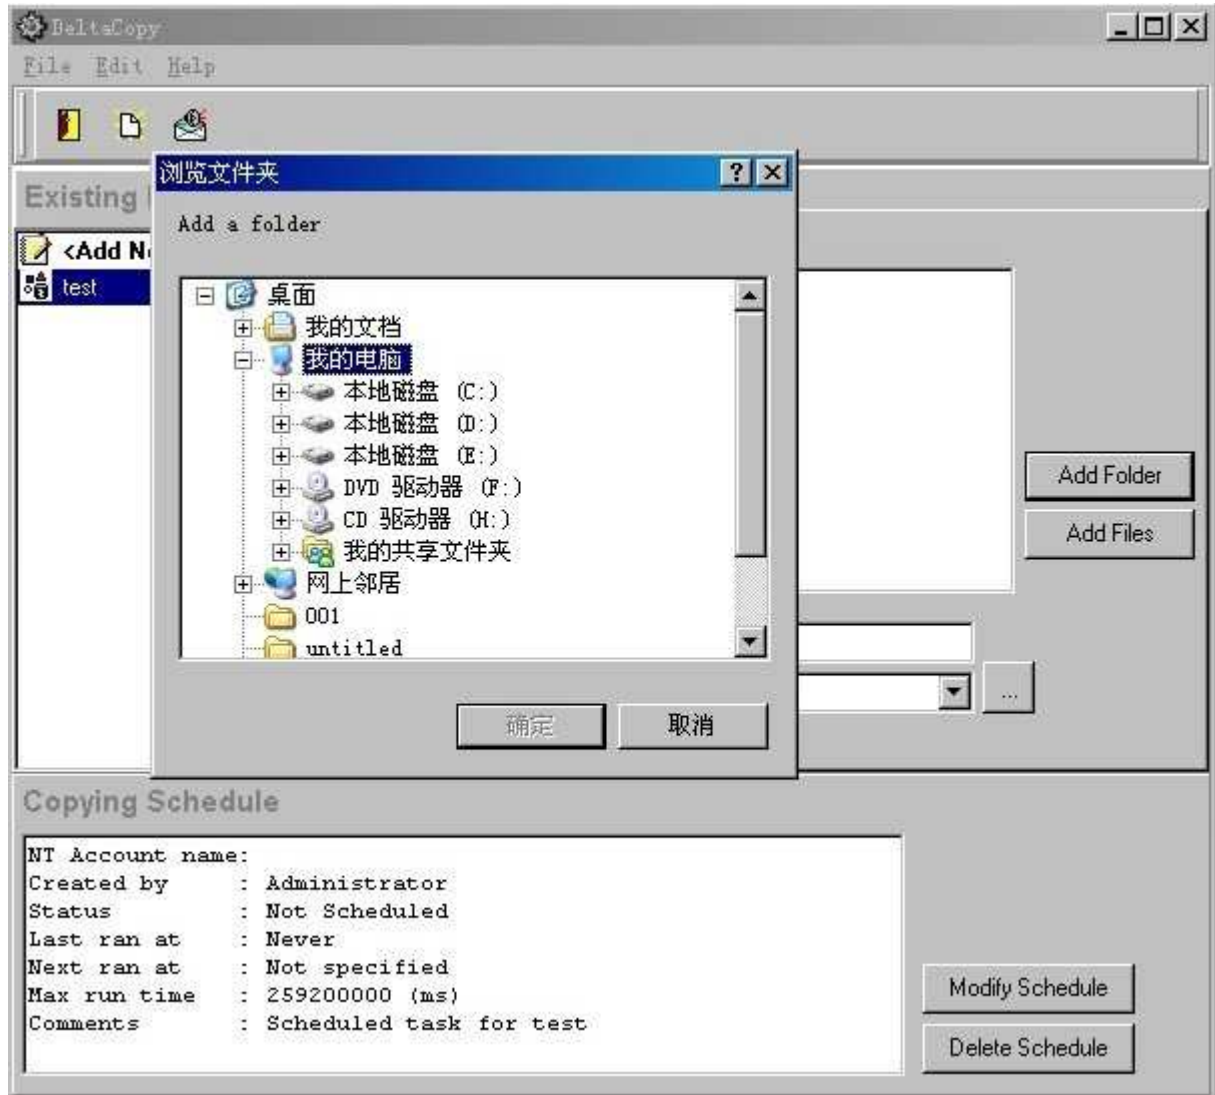 DeltaCopy
File Edit Help
浏览文件夹
Existing
Add a folder
<Add N
test
桌面
我的文档
我的电脑
本地磁盘 (C:)
本地磁盘 (D:)
本地磁盘 (E:)
DVD 驱动器 (F:)
CD 驱动器 (H:)
我的共享文件夹
网上邻居
001
untitled
Add Folder
Add Files
...
确定 取消
Copying Schedule
NT Account name:
Created by : Administrator
Status : Not Scheduled
Last ran at : Never
Next ran at : Not specified
Max run time : 259200000 (ms)
Comments : Scheduled task for test
Modify Schedule
Delete Schedule